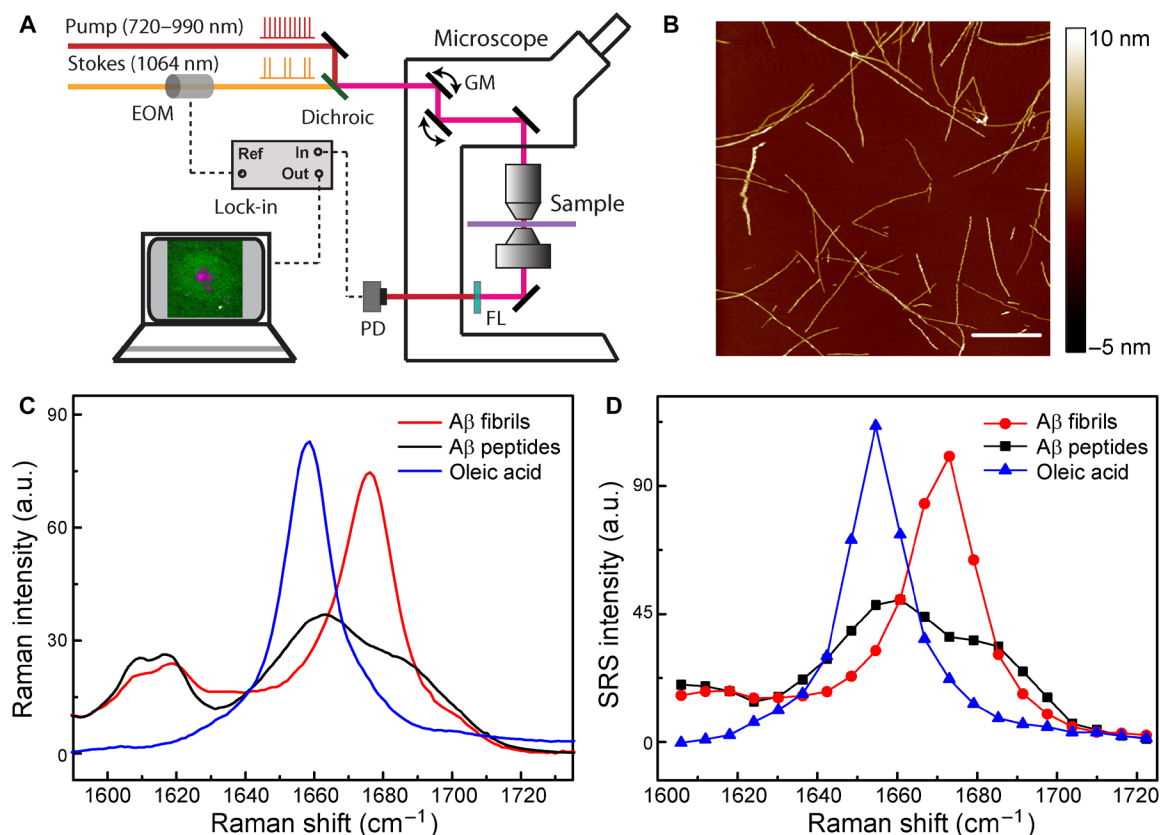 A
Pump (720–990 nm)
Stokes (1064 nm)
EOM
Dichroic
Microscope
GM
Ref
In
Out
Lock-in
Sample
PD
FL
B
10 nm
–5 nm
C
90
60
30
0
Raman intensity (a.u.)
Aβ fibrils
Aβ peptides
Oleic acid
1600 1620 1640 1660 1680 1700 1720
Raman shift (cm⁻¹)
D
90
45
0
SRS intensity (a.u.)
Aβ fibrils
Aβ peptides
Oleic acid
1600 1620 1640 1660 1680 1700 1720
Raman shift (cm⁻¹)